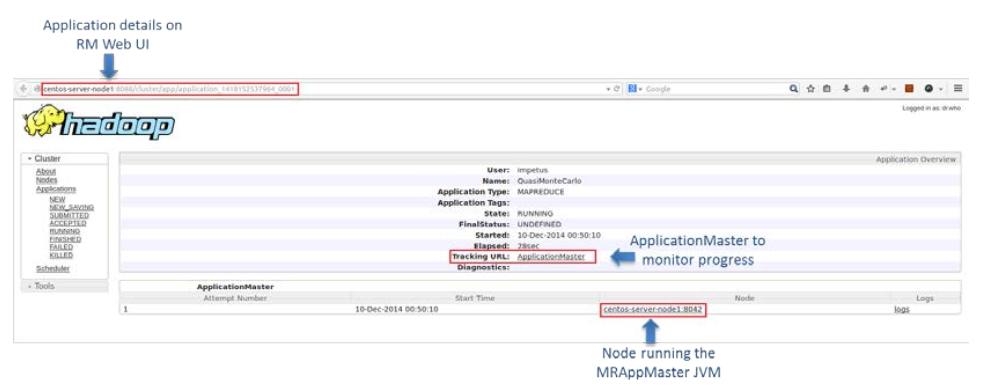 Application details on
RM Web UI
centos-server-node1:8088/cluster/app/application_1418152537964_0001
Google
Logged in as: dr.who
hadoop
Cluster
About
Nodes
Applications
NEW
NEW_SAVING
SUBMITTED
ACCEPTED
RUNNING
FINISHED
FAILED
KILLED
Scheduler
Tools
Application Overview
User: impetus
Name: QuasiMonteCarlo
Application Type: MAPREDUCE
Application Tags:
State: RUNNING
FinalStatus: UNDEFINED
Started: 10-Dec-2014 00:50:10
Elapsed: 28sec
Tracking URL: ApplicationMaster
Diagnostics:
ApplicationMaster to
monitor progress
ApplicationMaster
Attempt Number Start Time Node Logs
1 10-Dec-2014 00:50:10 centos-server-node1:8042 logs
Node running the
MRAppMaster JVM